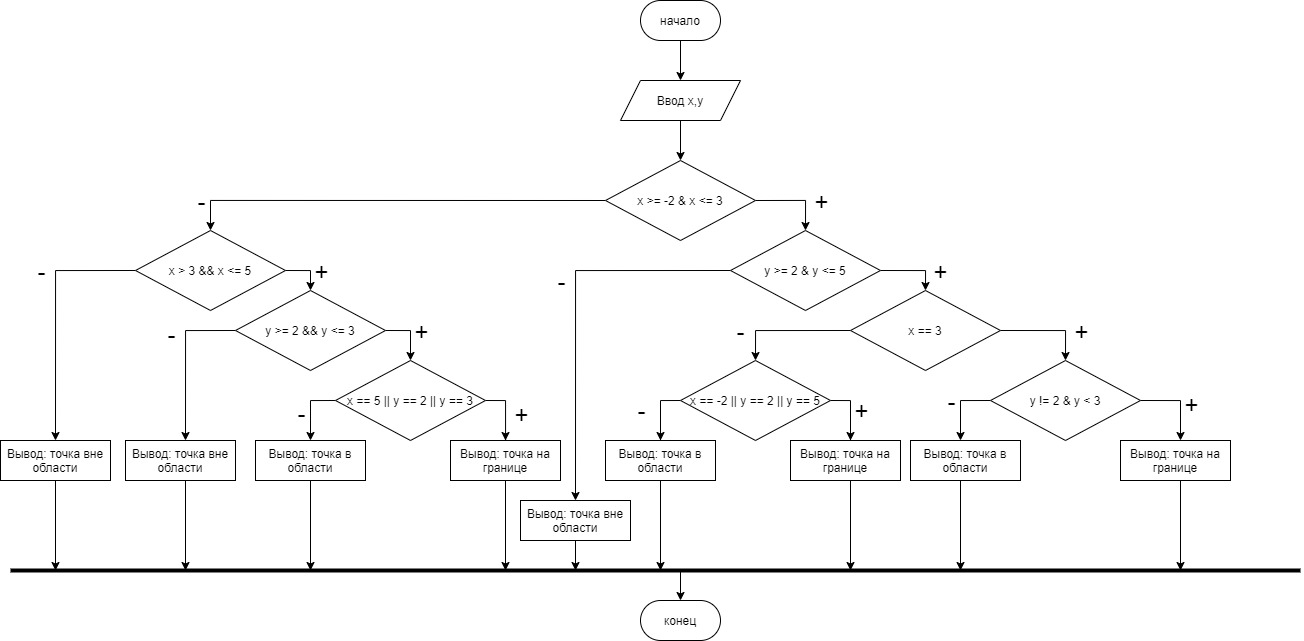 начало
Ввод x,y
x >= -2 & x <= 3
-
+
x > 3 && x <= 5
y >= 2 & y <= 5
-
+
-
+
y >= 2 && y <= 3
x == 3
-
+
-
+
x == 5 || y == 2 || y == 3
x == -2 || y == 2 || y == 5
y != 2 & y < 3
-
+
-
+
-
+
Вывод: точка вне
области
Вывод: точка вне
области
Вывод: точка в
области
Вывод: точка на
границе
Вывод: точка в
области
Вывод: точка на
границе
Вывод: точка в
области
Вывод: точка на
границе
Вывод: точка вне
области
конец